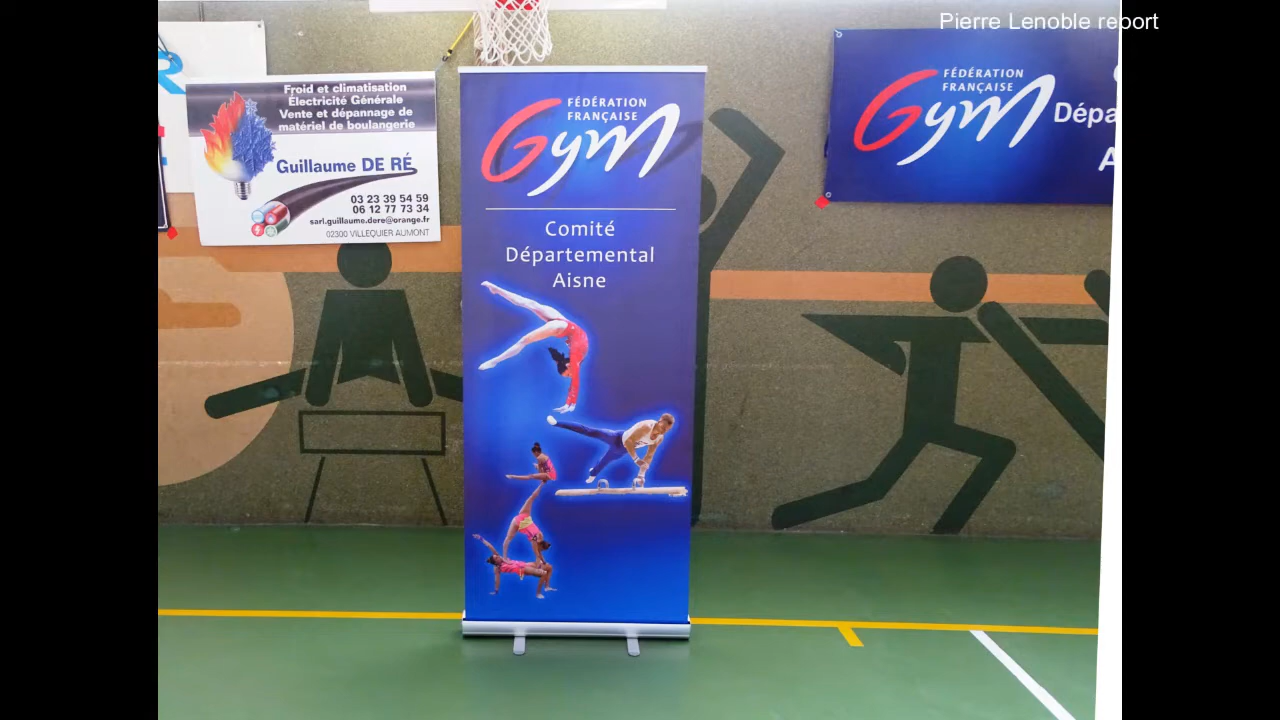 Pierre Lenoble report
R
Froid et climatisation
Électricité Générale
Vente et dépannage de
matériel de boulangerie
Guillaume DE RÉ
03 23 39 54 59
06 12 77 73 34
sarl.guillaume.dere@orange.fr
02300 VILLEQUIER AUMONT
FÉDÉRATION
FRANÇAISE
Gym
Comité
Départemental
Aisne
FÉDÉRATION
FRANÇAISE
Gym
Dépa
A